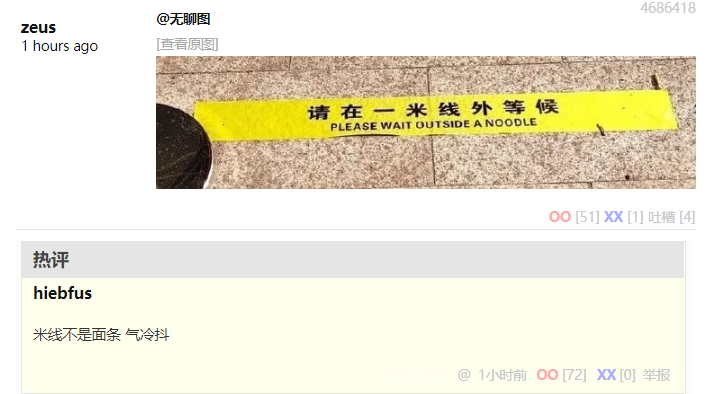 4686418
zeus
1 hours ago
@无聊图
[查看原图]
请在一米线外等候
PLEASE WAIT OUTSIDE A NOODLE
OO [51] XX [1] 吐槽 [4]
热评
hiebfus
米线不是面条 气冷抖
@ 1小时前 OO [72] XX [0] 举报